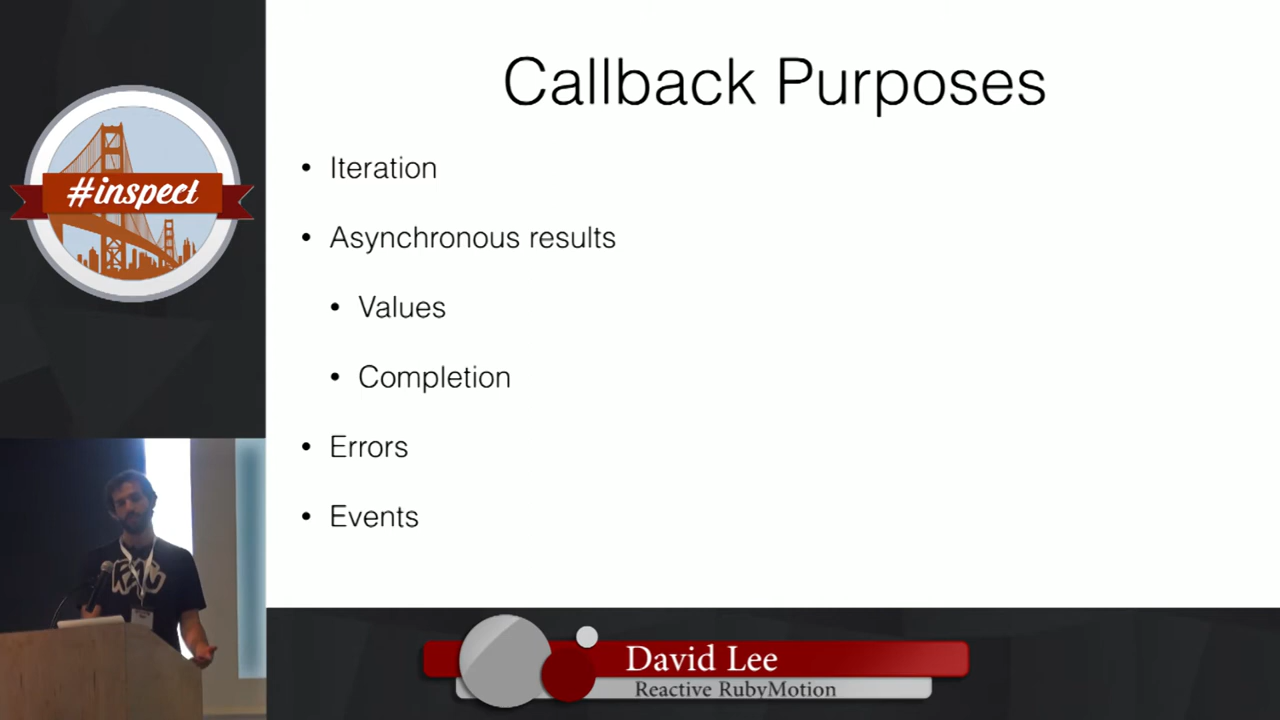 Callback Purposes
#inspect
• Iteration
• Asynchronous results
• Values
• Completion
• Errors
• Events
David Lee
Reactive RubyMotion